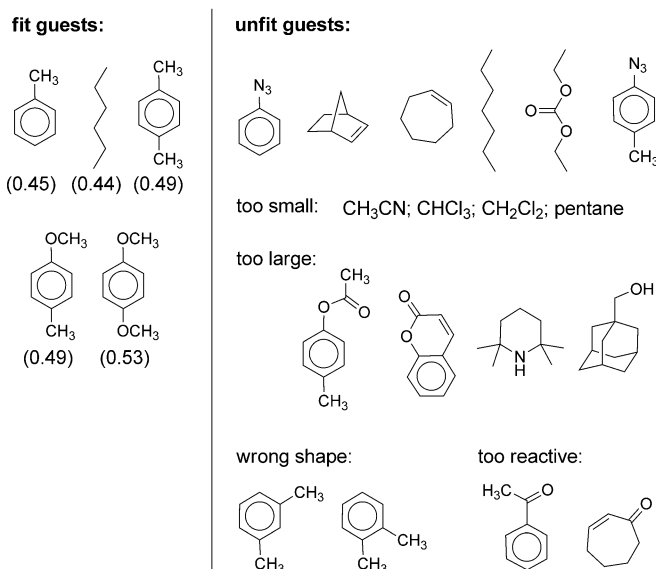 fit guests:
CH3
CH3
CH3
(0.45) (0.44) (0.49)
OCH3
OCH3
CH3
OCH3
(0.49) (0.53)
unfit guests:
N3
O
O
O
N3
CH3
too small: CH3CN; CHCl3; CH2Cl2; pentane
too large:
CH3
O
O
CH3
O
O
N
H
OH
wrong shape:
CH3
CH3
CH3
CH3
too reactive:
H3C
O
O